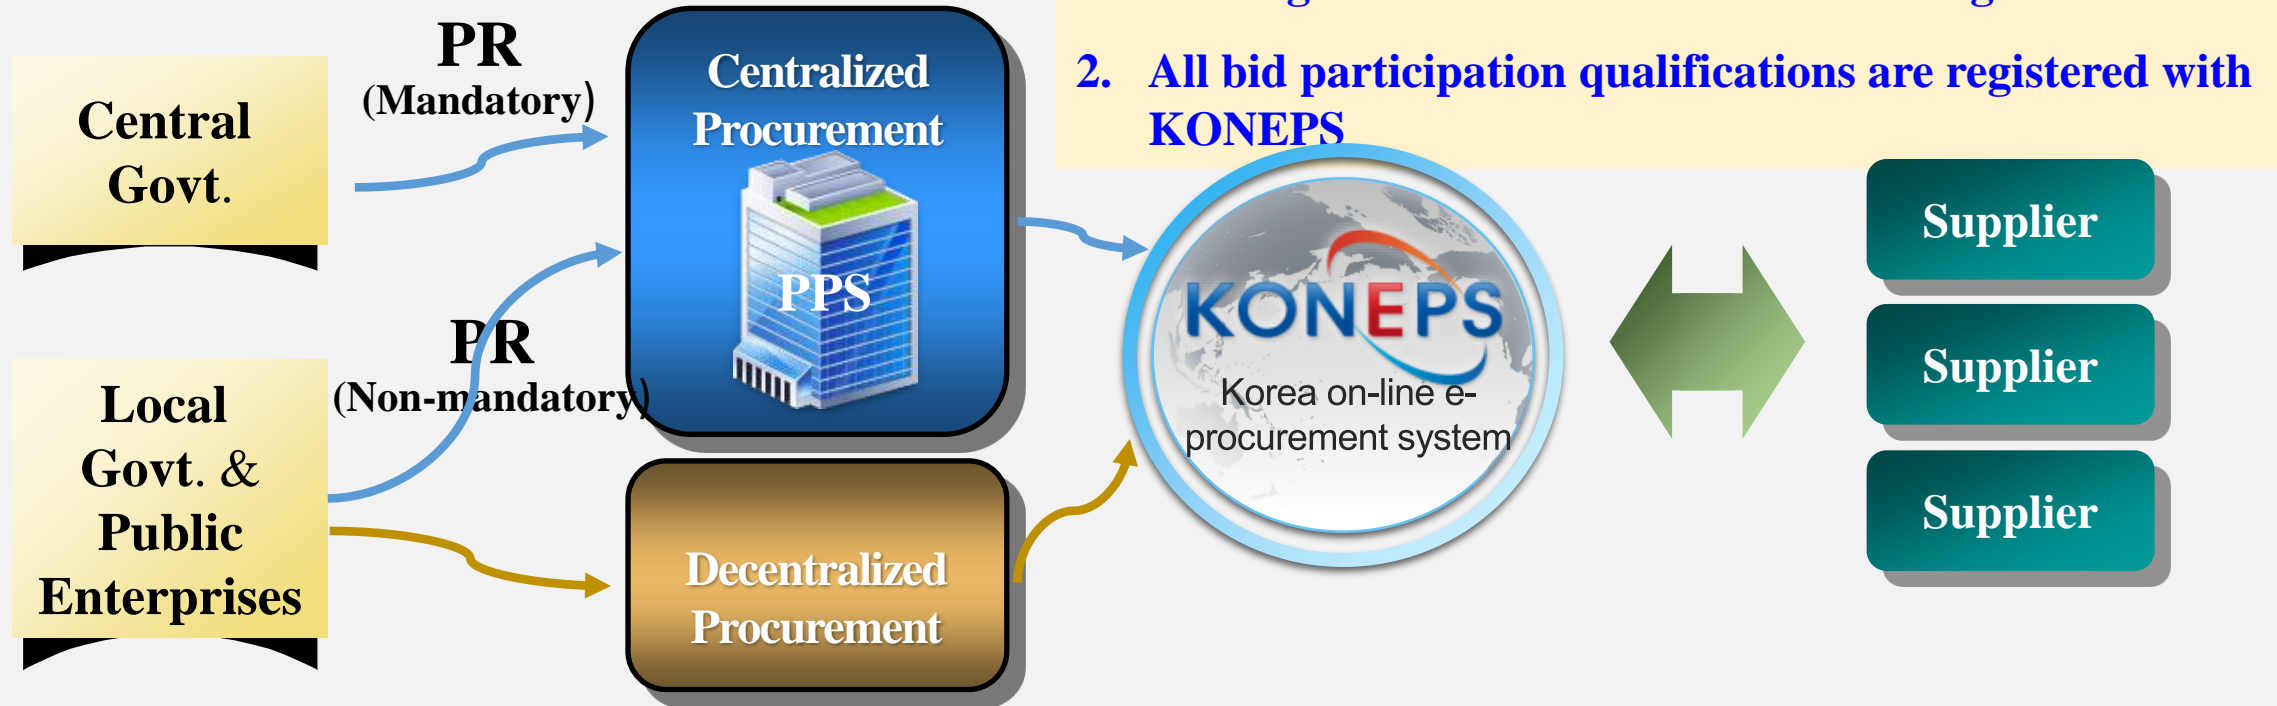 2. All bid participation qualifications are registered with
KONEPS
PR
(Mandatory)
Central
Govt.
Centralized
Procurement
PPS
PR
(Non-mandatory)
Local
Govt. &
Public
Enterprises
Decentralized
Procurement
KONEPS
Korea on-line e-
procurement system
Supplier
Supplier
Supplier